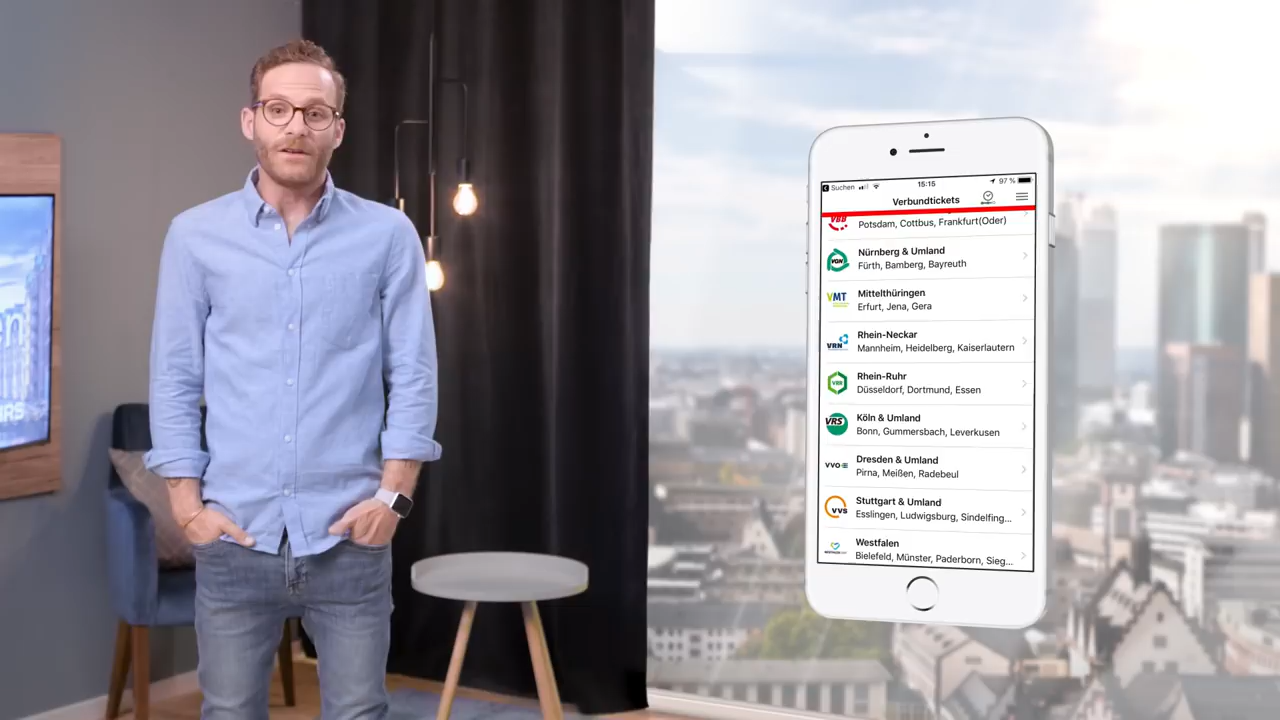 Suchen
15:15
97 %
Verbundtickets
VBB
Potsdam, Cottbus, Frankfurt(Oder)
VGN
Nürnberg & Umland
Fürth, Bamberg, Bayreuth
VMT
Mittelthüringen
Erfurt, Jena, Gera
VRN
Rhein-Neckar
Mannheim, Heidelberg, Kaiserlautern
VRR
Rhein-Ruhr
Düsseldorf, Dortmund, Essen
VRS
Köln & Umland
Bonn, Gummersbach, Leverkusen
VVO
Dresden & Umland
Pirna, Meißen, Radebeul
VVS
Stuttgart & Umland
Esslingen, Ludwigsburg, Sindelfing...
Westfalen
Bielefeld, Münster, Paderborn, Sieg...